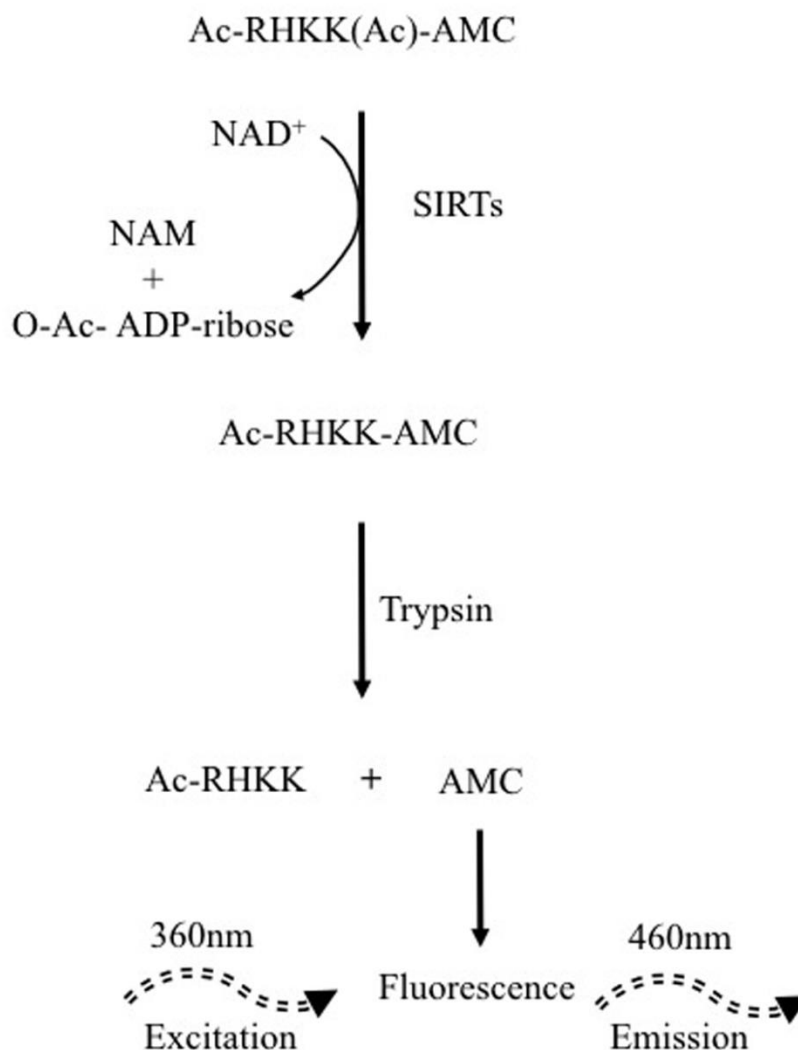 Ac-RHKK(Ac)-AMC
NAD⁺
SIRTs
NAM
+
O-Ac- ADP-ribose
Ac-RHKK-AMC
Trypsin
Ac-RHKK + AMC
360nm
460nm
Fluorescence
Excitation
Emission